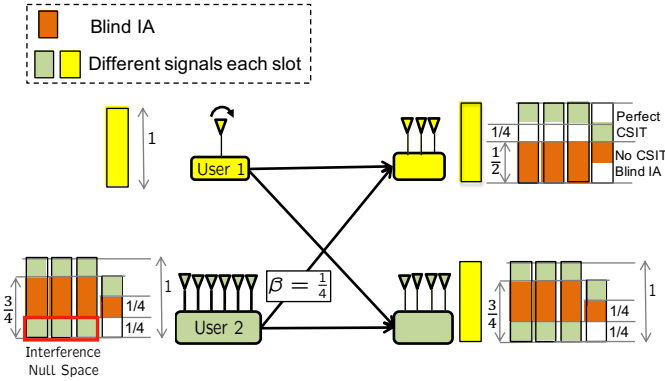 Blind IA
Different signals each slot
1
User 1
1/4
1/2
Perfect
CSIT
No CSIT
Blind IA
3/4
1/4
1/4
1
Interference
Null Space
User 2
β = 1/4
3/4
1/4
1/4
1